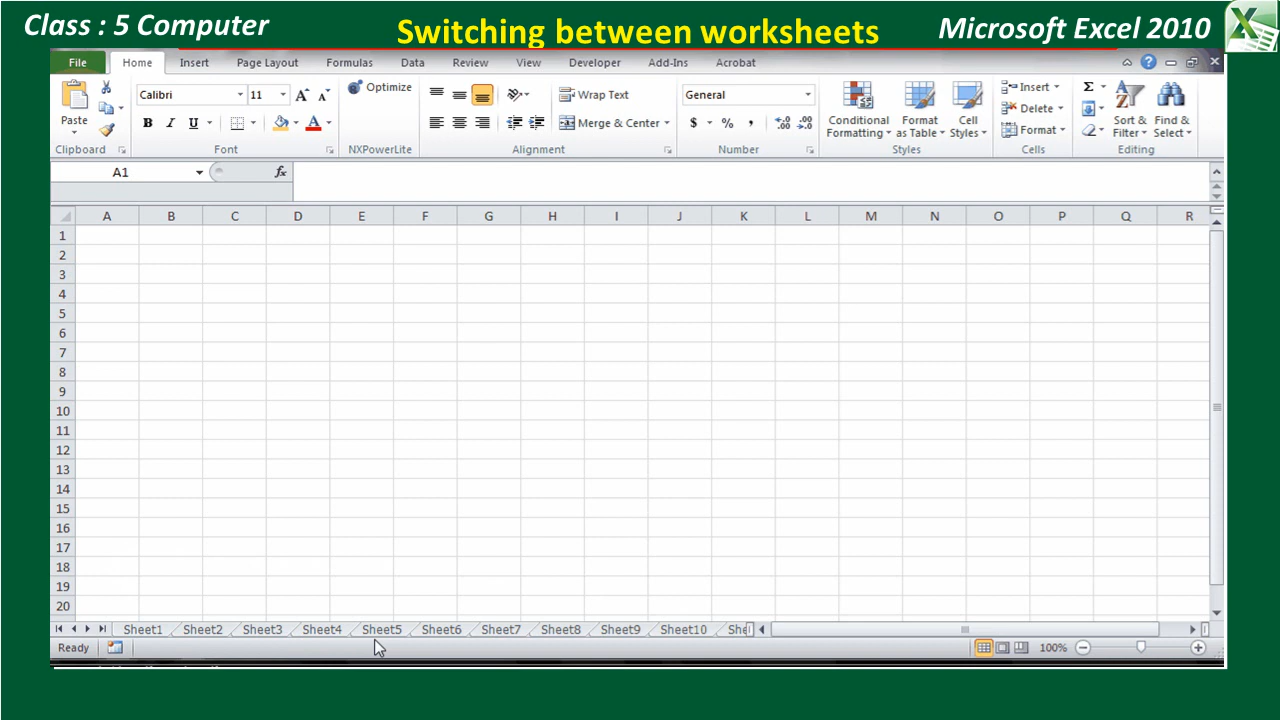 Class : 5 Computer
Switching between worksheets
Microsoft Excel 2010
File Home Insert Page Layout Formulas Data Review View Developer Add-Ins Acrobat
Calibri 11 Optimize Wrap Text General Insert Σ
Paste B I U A Merge & Center $ % , Conditional Formatting Format as Table Cell Styles Delete Format Sort & Filter Find & Select
Clipboard Font NXPowerLite Alignment Number Styles Cells Editing
A1 fx
A B C D E F G H I J K L M N O P Q R
1
2
3
4
5
6
7
8
9
10
11
12
13
14
15
16
17
18
19
20
Sheet1 Sheet2 Sheet3 Sheet4 Sheet5 Sheet6 Sheet7 Sheet8 Sheet9 Sheet10 She
Ready 100%